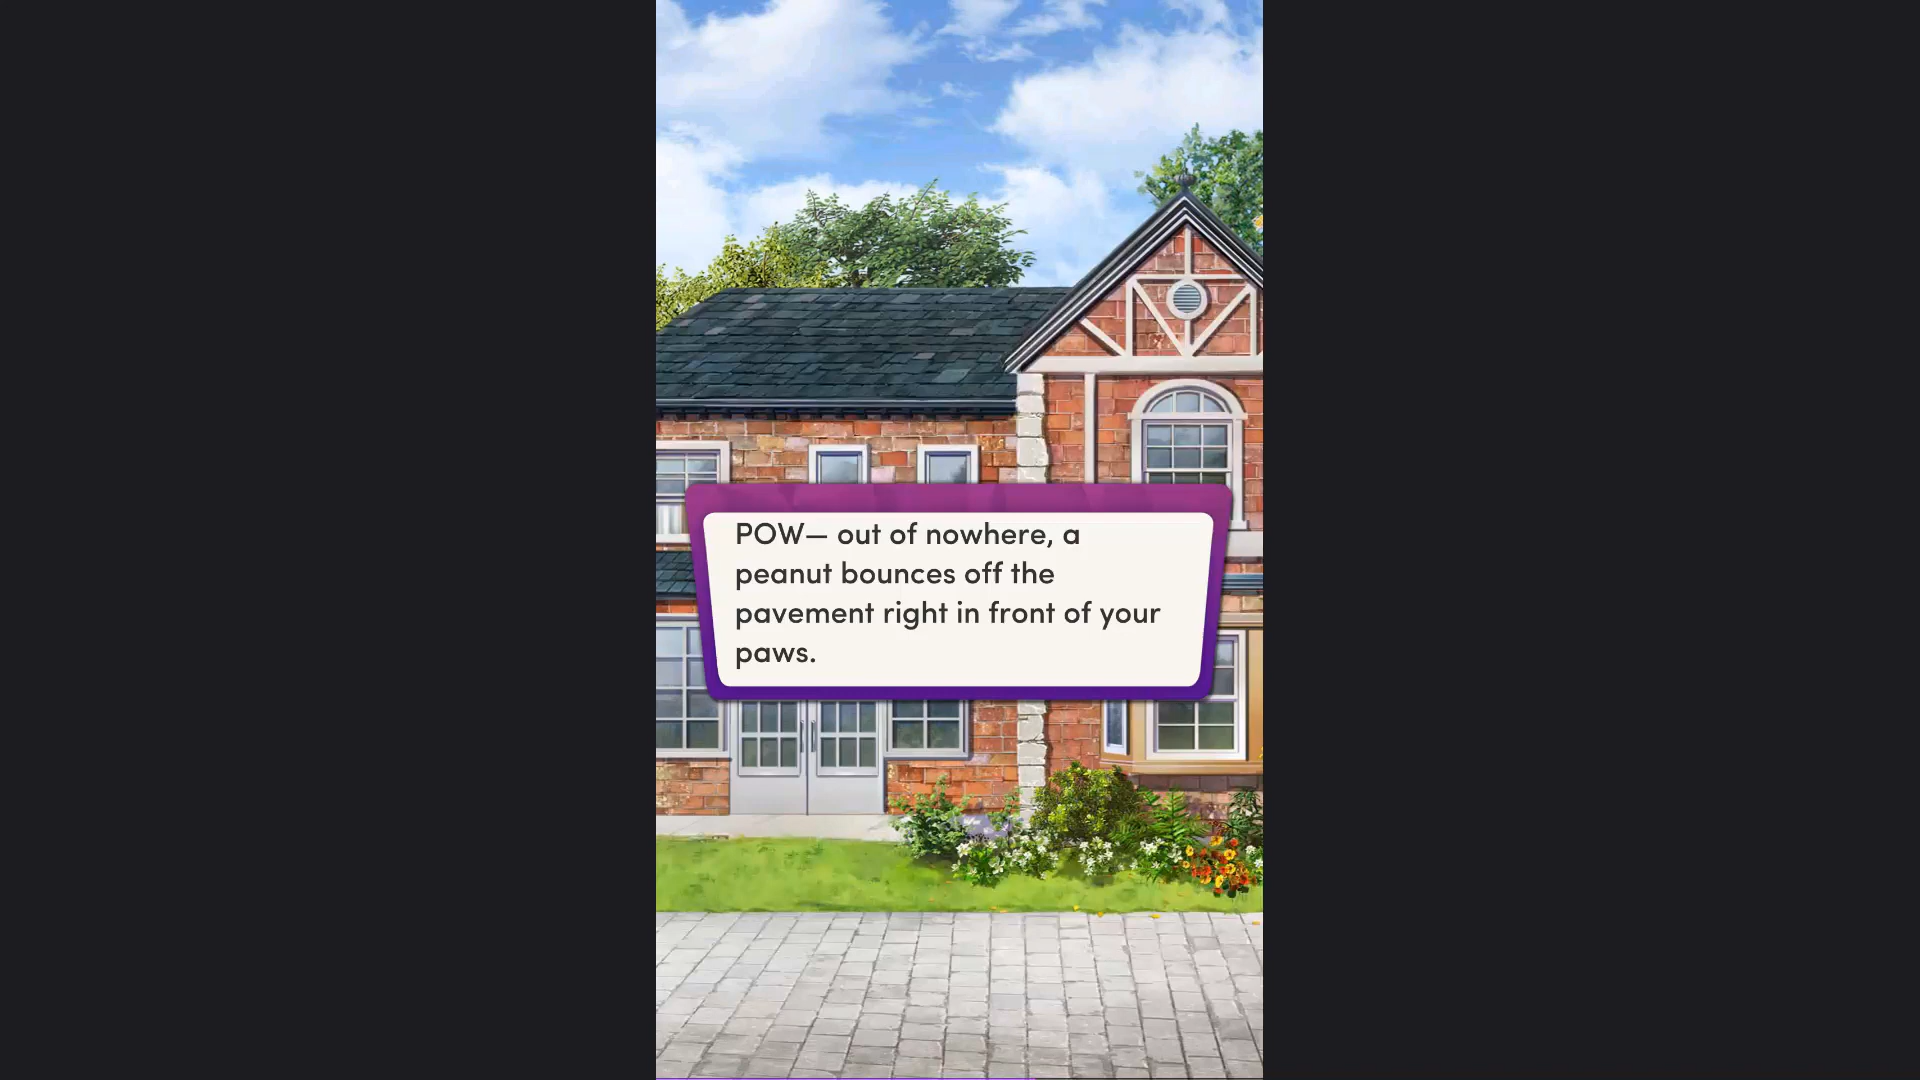 POW— out of nowhere, a
peanut bounces off the
pavement right in front of your
paws.